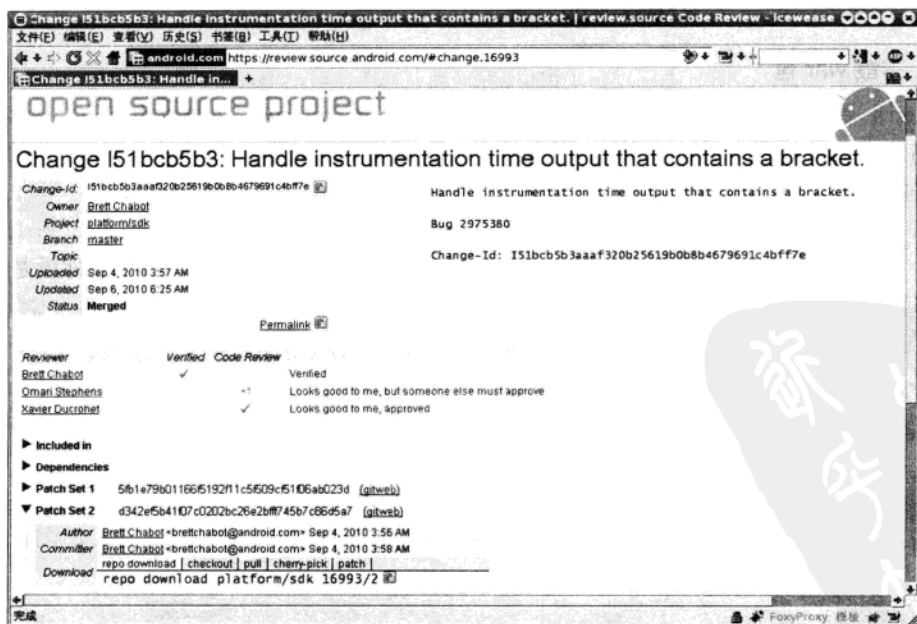 Change I51bcb5b3: Handle instrumentation time output that contains a bracket. | review.source Code Review - Icewease
文件(F) 编辑(E) 查看(V) 历史(S) 书签(B) 工具(T) 帮助(H)
android.com https://review.source.android.com/#change,16993
Change I51bcb5b3: Handle in...
open source project
Change I51bcb5b3: Handle instrumentation time output that contains a bracket.
Change-Id: I51bcb5b3aaaf320b25619b0b8b4679691c4bff7e
Owner Brett Chabot
Project platform/sdk
Branch master
Topic
Uploaded Sep 4, 2010 3:57 AM
Updated Sep 6, 2010 6:25 AM
Status Merged
Permalink
Handle instrumentation time output that contains a bracket.
Bug 2975380
Change-Id: I51bcb5b3aaaf320b25619b0b8b4679691c4bff7e
Reviewer Verified Code Review
Brett Chabot ✓ Verified
Omari Stephens +1 Looks good to me, but someone else must approve
Xavier Ducrohet ✓ Looks good to me, approved
Included in
Dependencies
Patch Set 1 (gitweb)
Patch Set 2 (gitweb)
Author Brett Chabot <brettchabot@android.com> Sep 4, 2010 3:56 AM
Committer Brett Chabot <brettchabot@android.com> Sep 4, 2010 3:58 AM
Download repo download | checkout | pull | cherry-pick | patch |
repo download platform/sdk 16993/2
完成
FoxyProxy: 模板